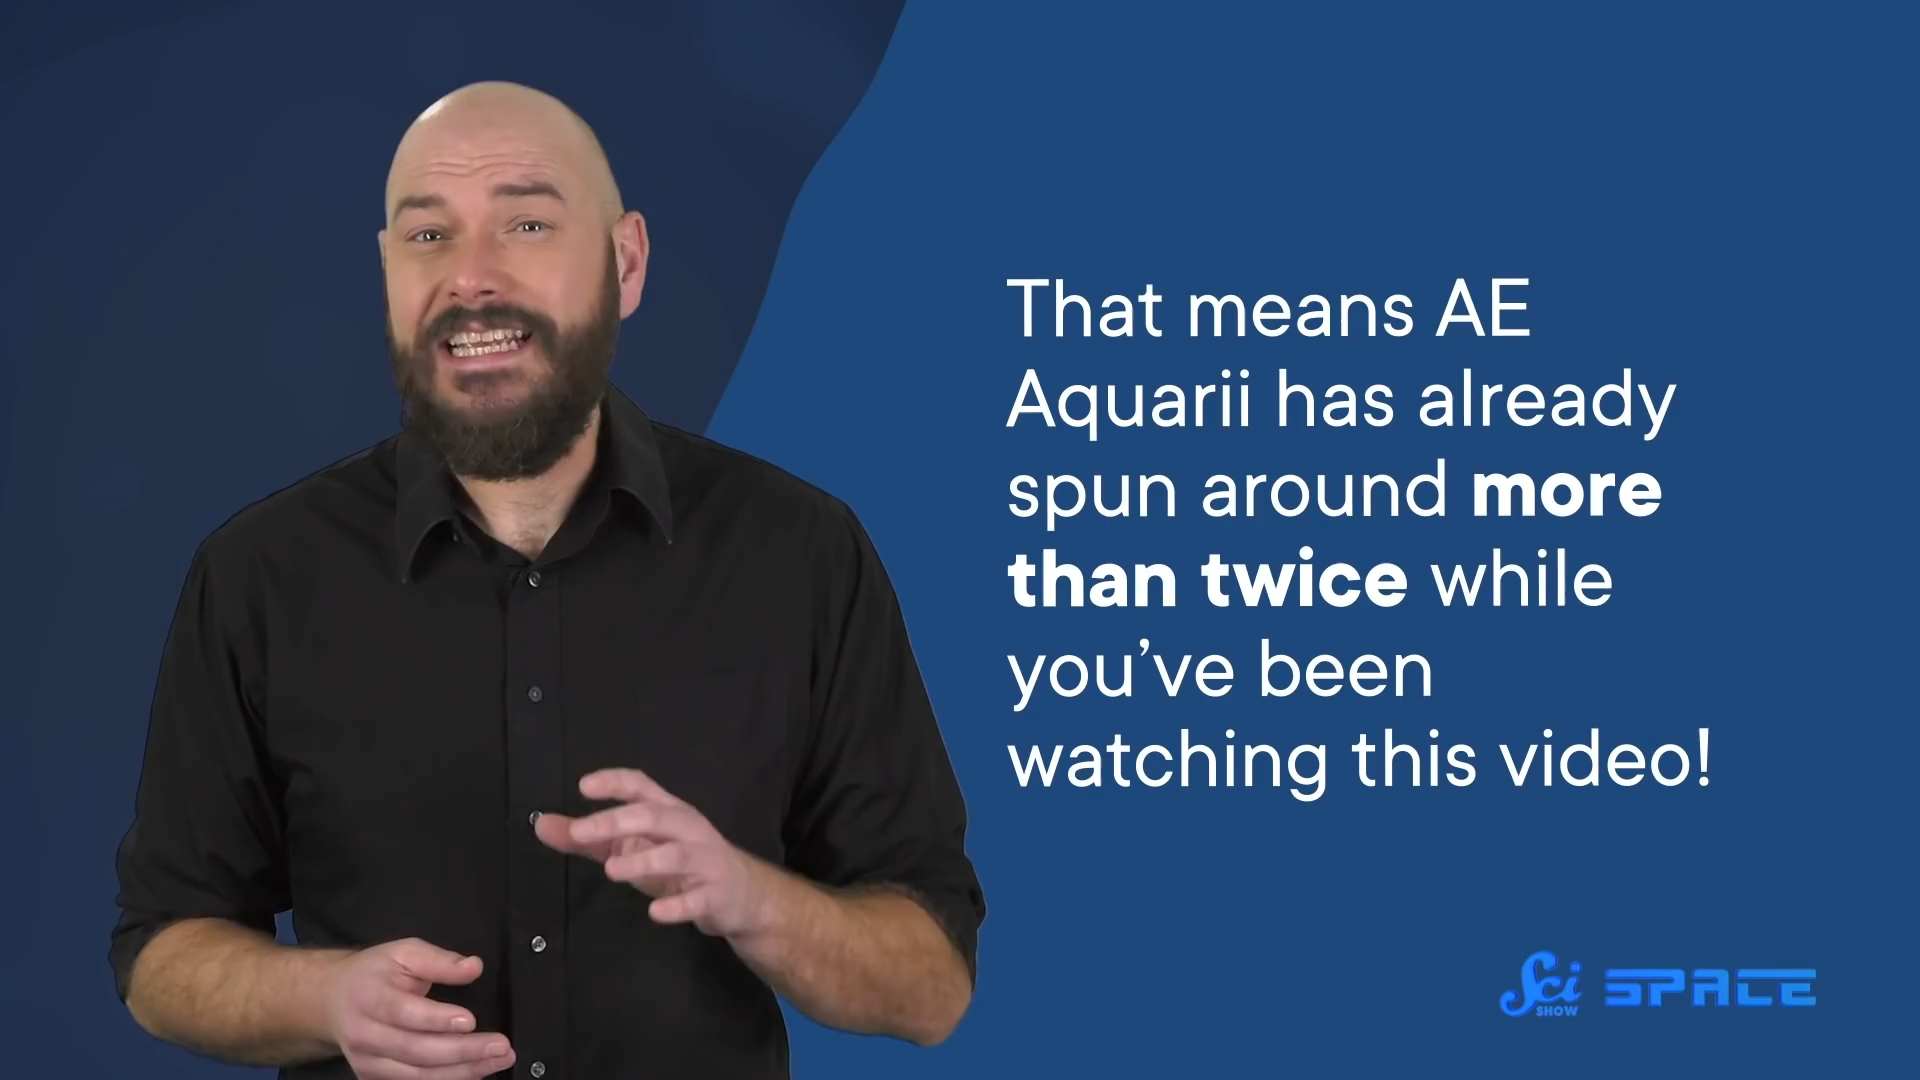 That means AE
Aquarii has already
spun around more
than twice while
you’ve been
watching this video!
Sci SPACE
SHOW